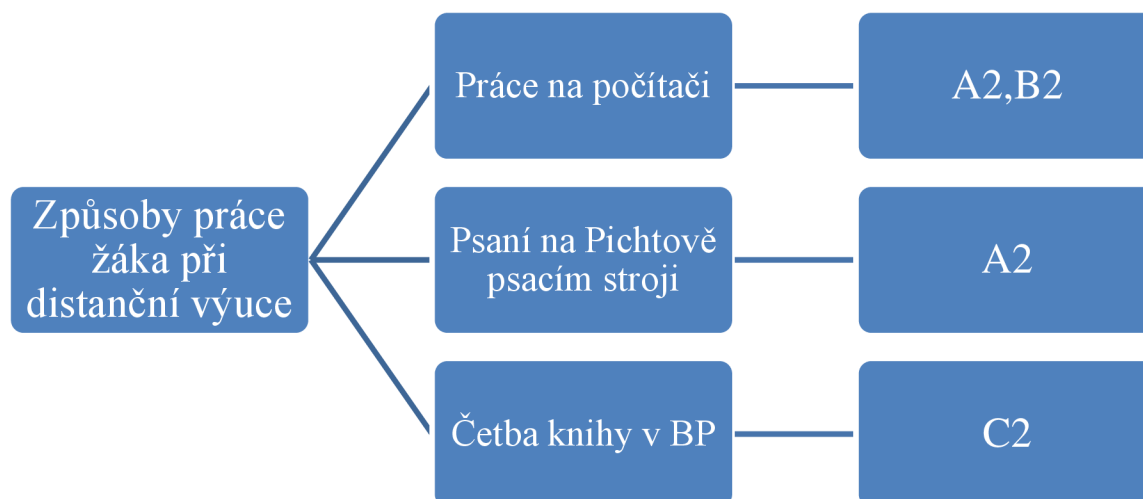 Způsoby práce
žáka při
distanční výuce
Práce na počítači
A2,B2
Psaní na Pichtově
psacím stroji
A2
Četba knihy v BP
C2